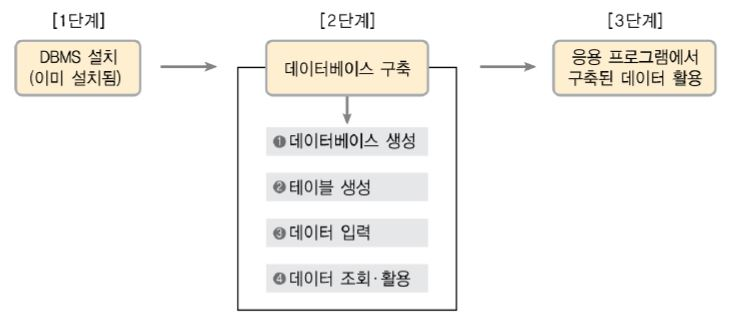 [1단계]
[2단계]
[3단계]
DBMS 설치
(이미 설치됨)
데이터베이스 구축
응용 프로그램에서
구축된 데이터 활용
❶ 데이터베이스 생성
❷ 테이블 생성
❸ 데이터 입력
❹ 데이터 조회·활용